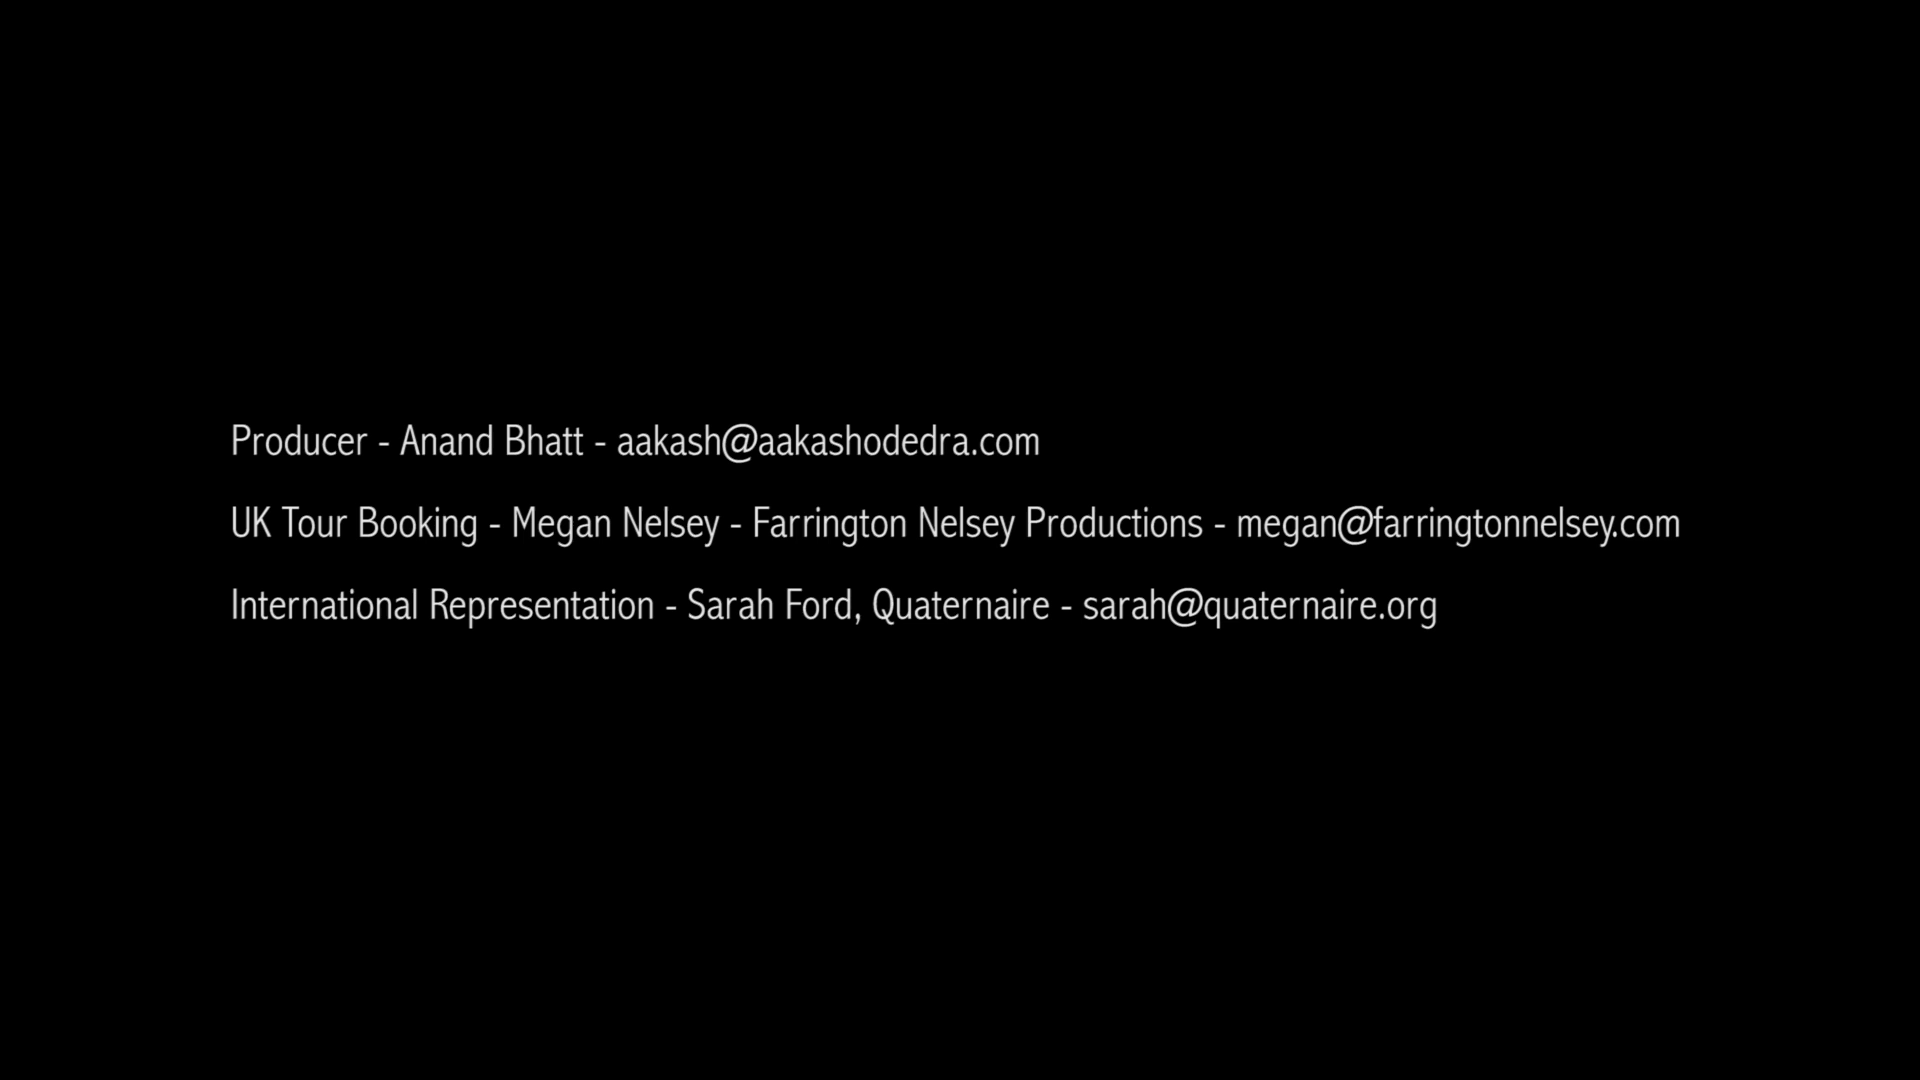 Producer - Anand Bhatt - aakash@aakashodedra.com
UK Tour Booking - Megan Nelsey - Farrington Nelsey Productions - megan@farringtonnelsey.com
International Representation - Sarah Ford, Quaternaire - sarah@quaternaire.org